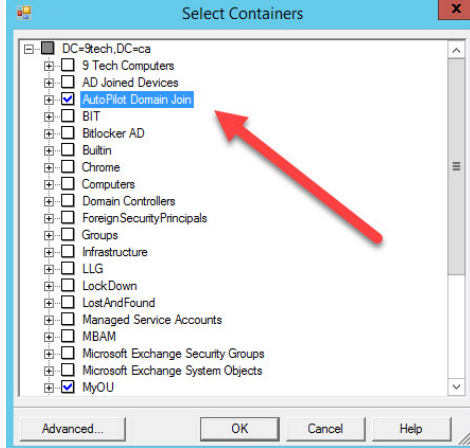 Select Containers
x
DC=9tech,DC=ca
9 Tech Computers
AD Joined Devices
AutoPilot Domain Join
BIT
Bitlocker AD
Builtin
Chrome
Computers
Domain Controllers
ForeignSecurityPrincipals
Groups
Infrastructure
LLG
LockDown
LostAndFound
Managed Service Accounts
MBAM
Microsoft Exchange Security Groups
Microsoft Exchange System Objects
MyOU
Advanced... OK Cancel Help